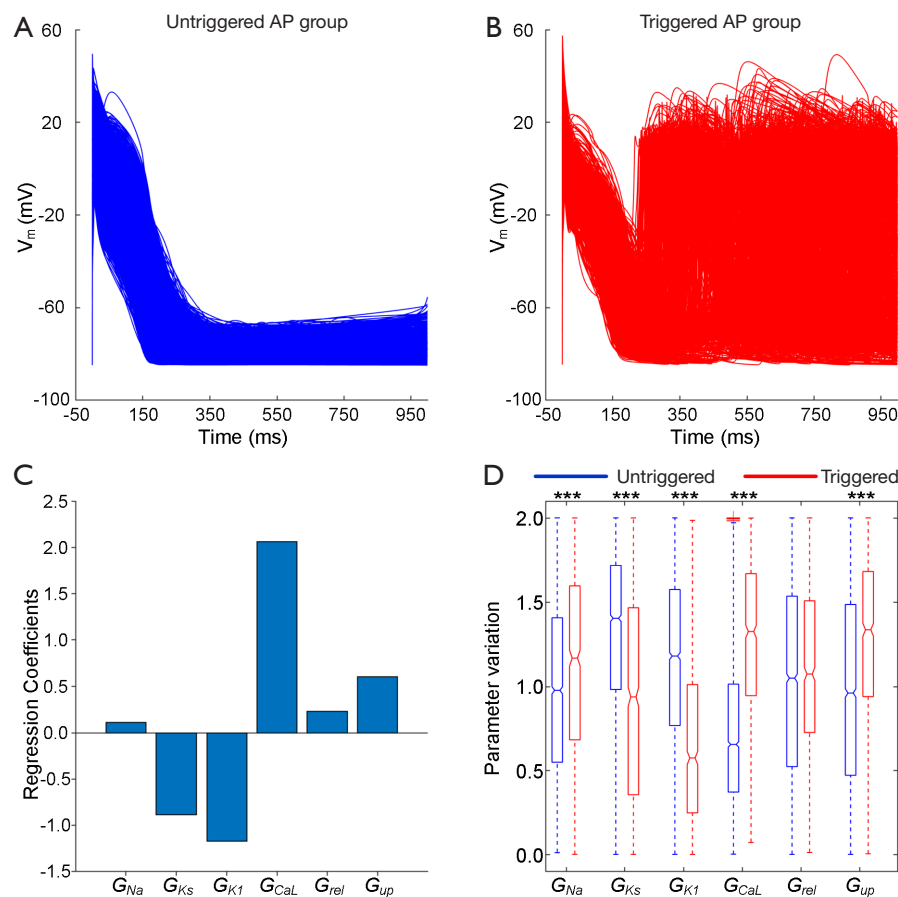 A
Untriggered AP group
60
20
-20
-60
-100
Vm (mV)
-50 150 350 550 750 950
Time (ms)
B
Triggered AP group
60
20
-20
-60
-100
Vm (mV)
-50 150 350 550 750 950
Time (ms)
C
2.5
2.0
1.5
1.0
0.5
0.0
-0.5
-1.0
-1.5
Regression Coefficients
GNa GKs GK1 GCaL Grel Gup
D
Untriggered Triggered
*** *** *** *** ***
2.0
1.5
1.0
0.5
0.0
Parameter variation
GNa GKs GK1 GCaL Grel Gup